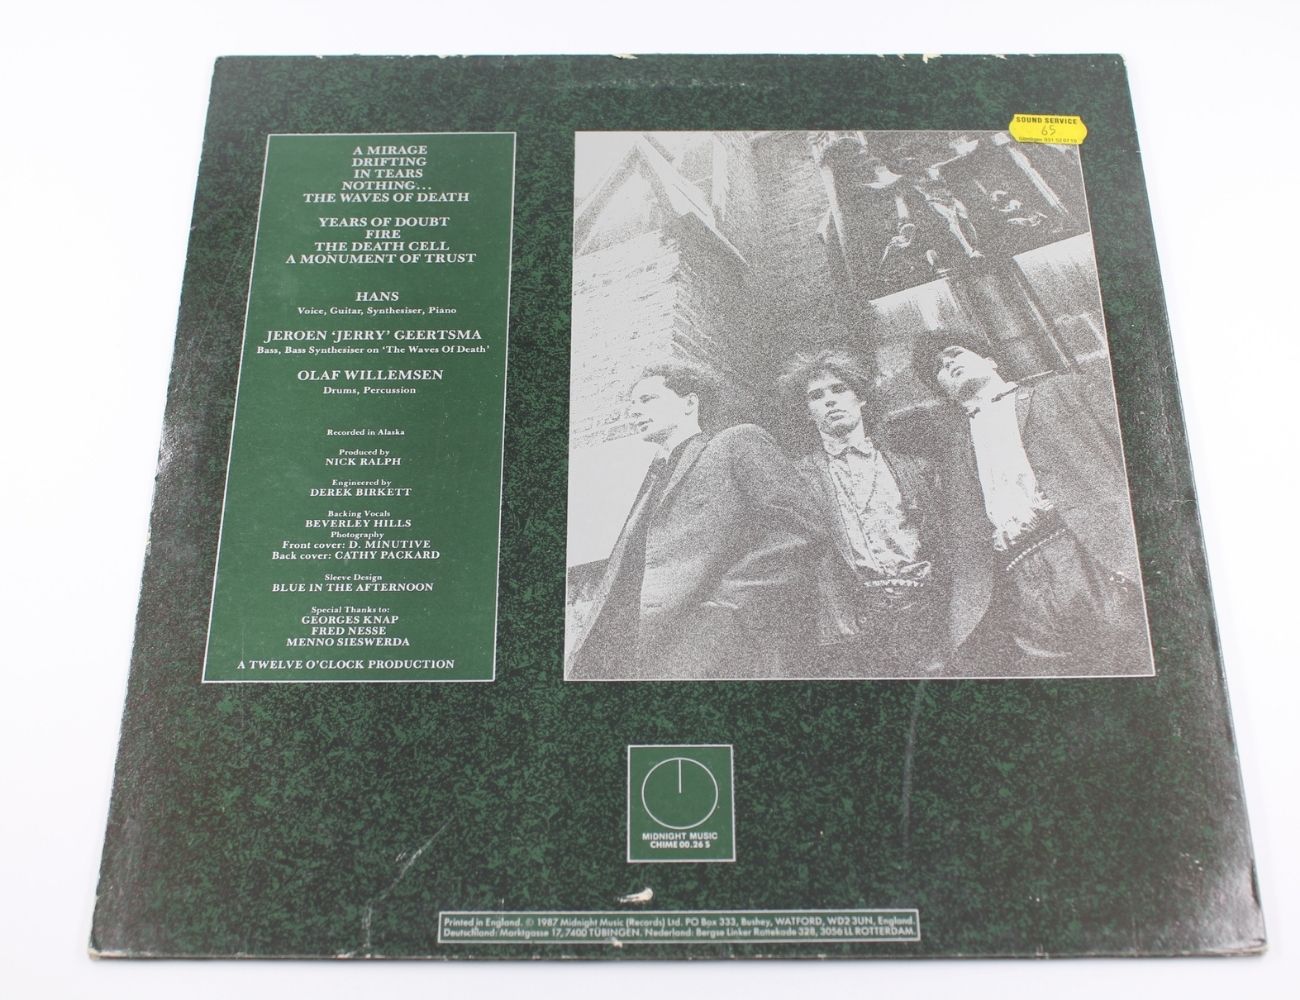 A MIRAGE
DRIFTING
IN TEARS
NOTHING...
THE WAVES OF DEATH
YEARS OF DOUBT
FIRE
THE DEATH CELL
A MONUMENT OF TRUST
HANS
Voice, Guitar, Synthesiser, Piano
JEROEN ‘JERRY’ GEERTSMA
Bass, Bass Synthesiser on ‘The Waves Of Death’
OLAF WILLEMSEN
Drums, Percussion
Recorded in Alaska
Produced by
NICK RALPH
Engineered by
DEREK BIRKETT
Backing Vocals
BEVERLEY HILLS
Photography
Front cover: D. MINUTIVE
Back cover: CATHY PACKARD
Sleeve Design
BLUE IN THE AFTERNOON
Special Thanks to:
GEORGES KNAP
FRED NESSE
MENNO SIESWERDA
A TWELVE O'CLOCK PRODUCTION
SOUND SERVICE
65
MIDNIGHT MUSIC
CHIME 00.26 S
Printed in England. © 1987 Midnight Music (Records) Ltd. PO Box 333, Bushey, WATFORD, WD2 3UN, England.
Deutschland: Marktgasse 17, 7400 TÜBINGEN. Nederland: Bergse Linker Rottekade 328, 3056 LL ROTTERDAM.